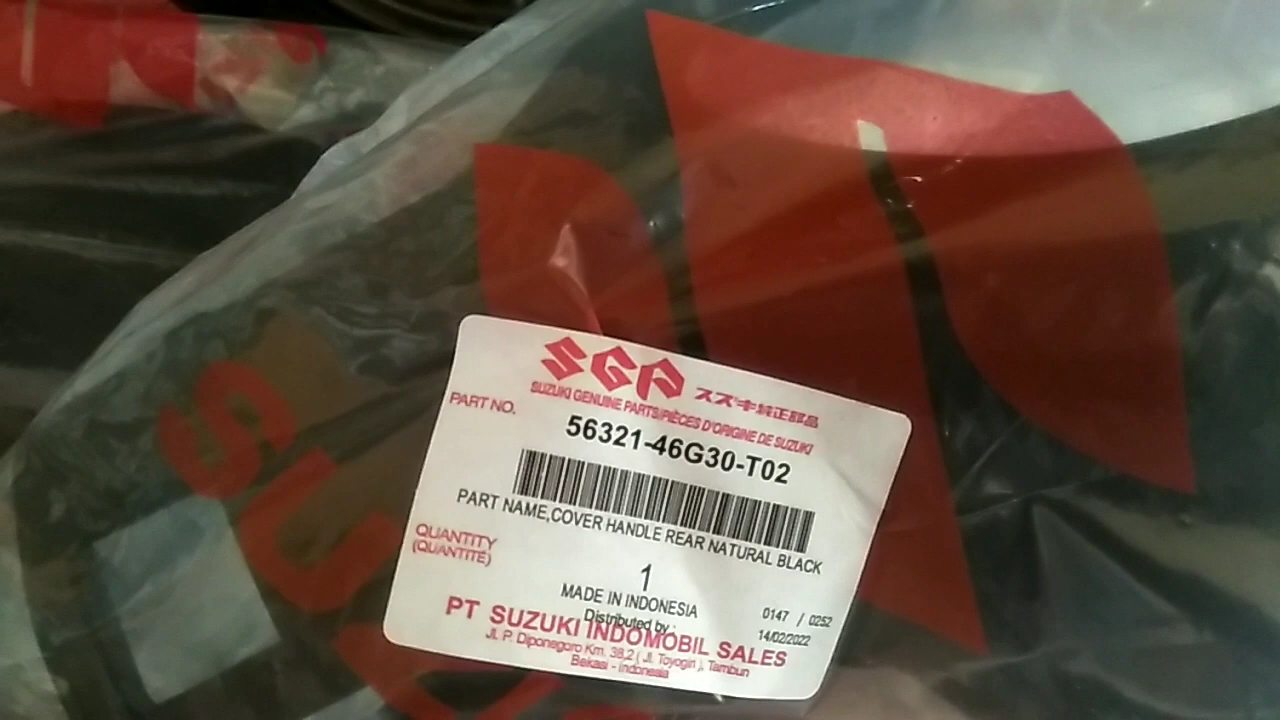 SGP スズキ純正部品
SUZUKI GENUINE PARTS/PIÈCES D'ORIGINE DE SUZUKI
PART NO.
56321-46G30-T02
PART NAME,COVER HANDLE REAR NATURAL BLACK
QUANTITY
(QUANTITÉ)
1
MADE IN INDONESIA
0147 / 0252
Distributed by :
14/02/2022
PT SUZUKI INDOMOBIL SALES
Jl. P. Diponegoro Km. 38,2 ( Jl. Toyogiri ), Tambun
Bekasi - Indonesia
SU